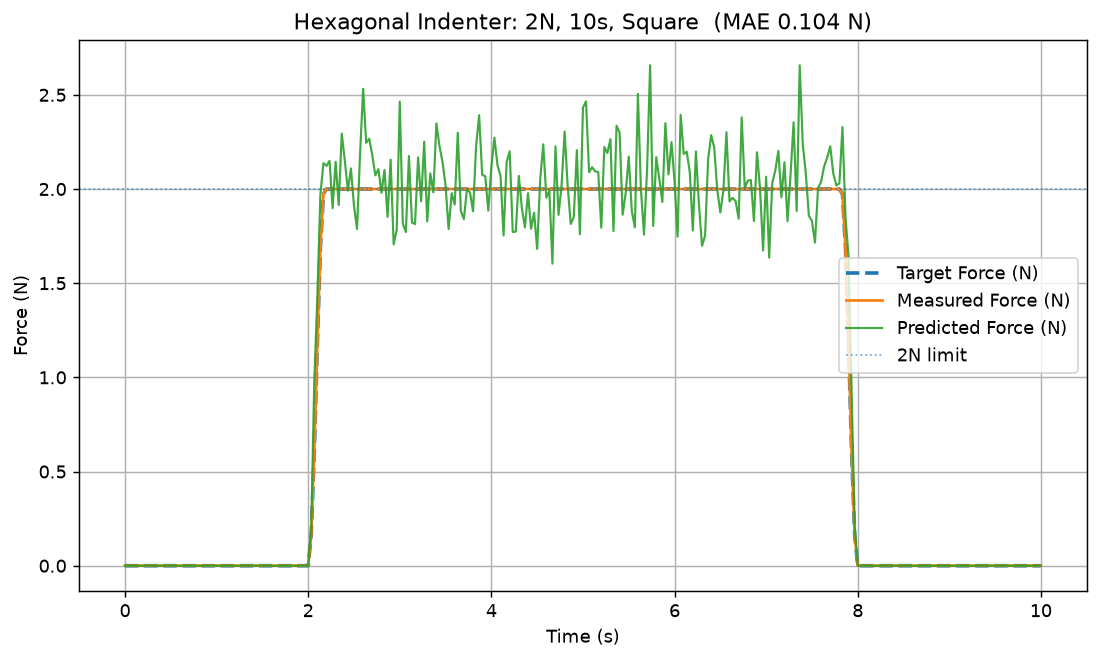 Hexagonal Indenter: 2N, 10s, Square  (MAE 0.104 N)
Force (N)
2.5
2.0
1.5
1.0
0.5
0.0
Target Force (N)
Measured Force (N)
Predicted Force (N)
2N limit
0 2 4 6 8 10
Time (s)